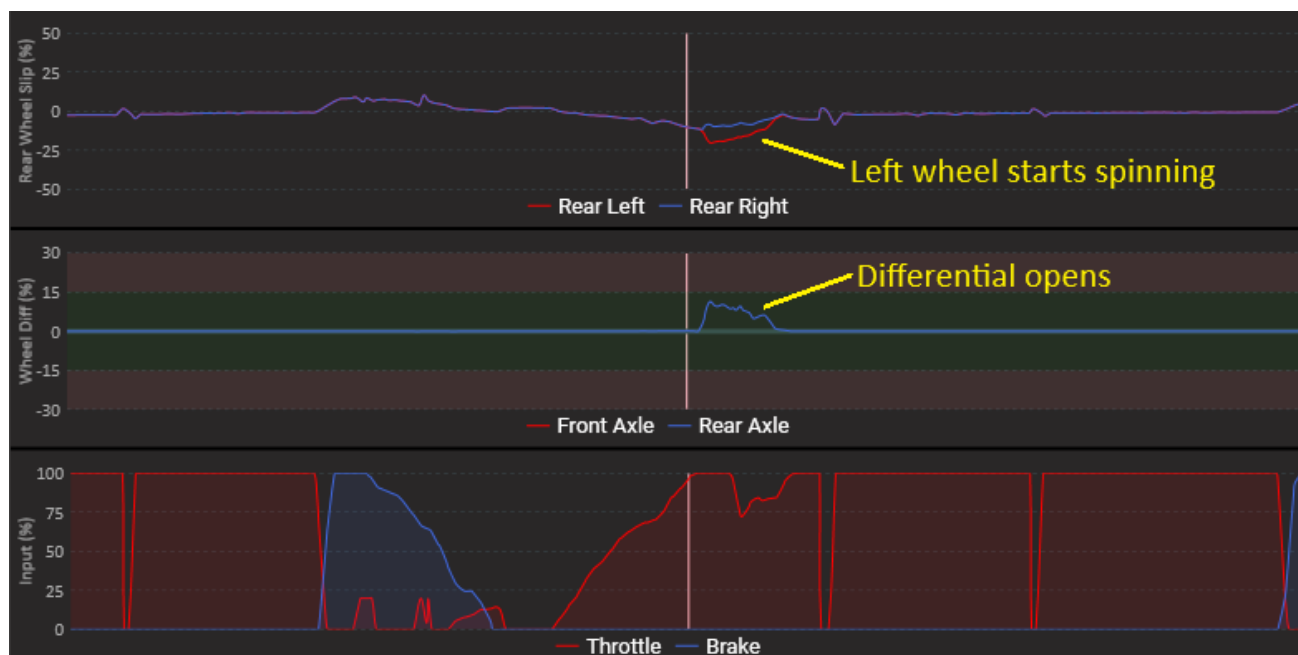 Rear Wheel Slip (%)
50
25
0
-25
-50
Left wheel starts spinning
Rear Left Rear Right
Wheel Diff (%)
30
15
0
-15
-30
Differential opens
Front Axle Rear Axle
Input (%)
100
75
50
25
0
Throttle Brake